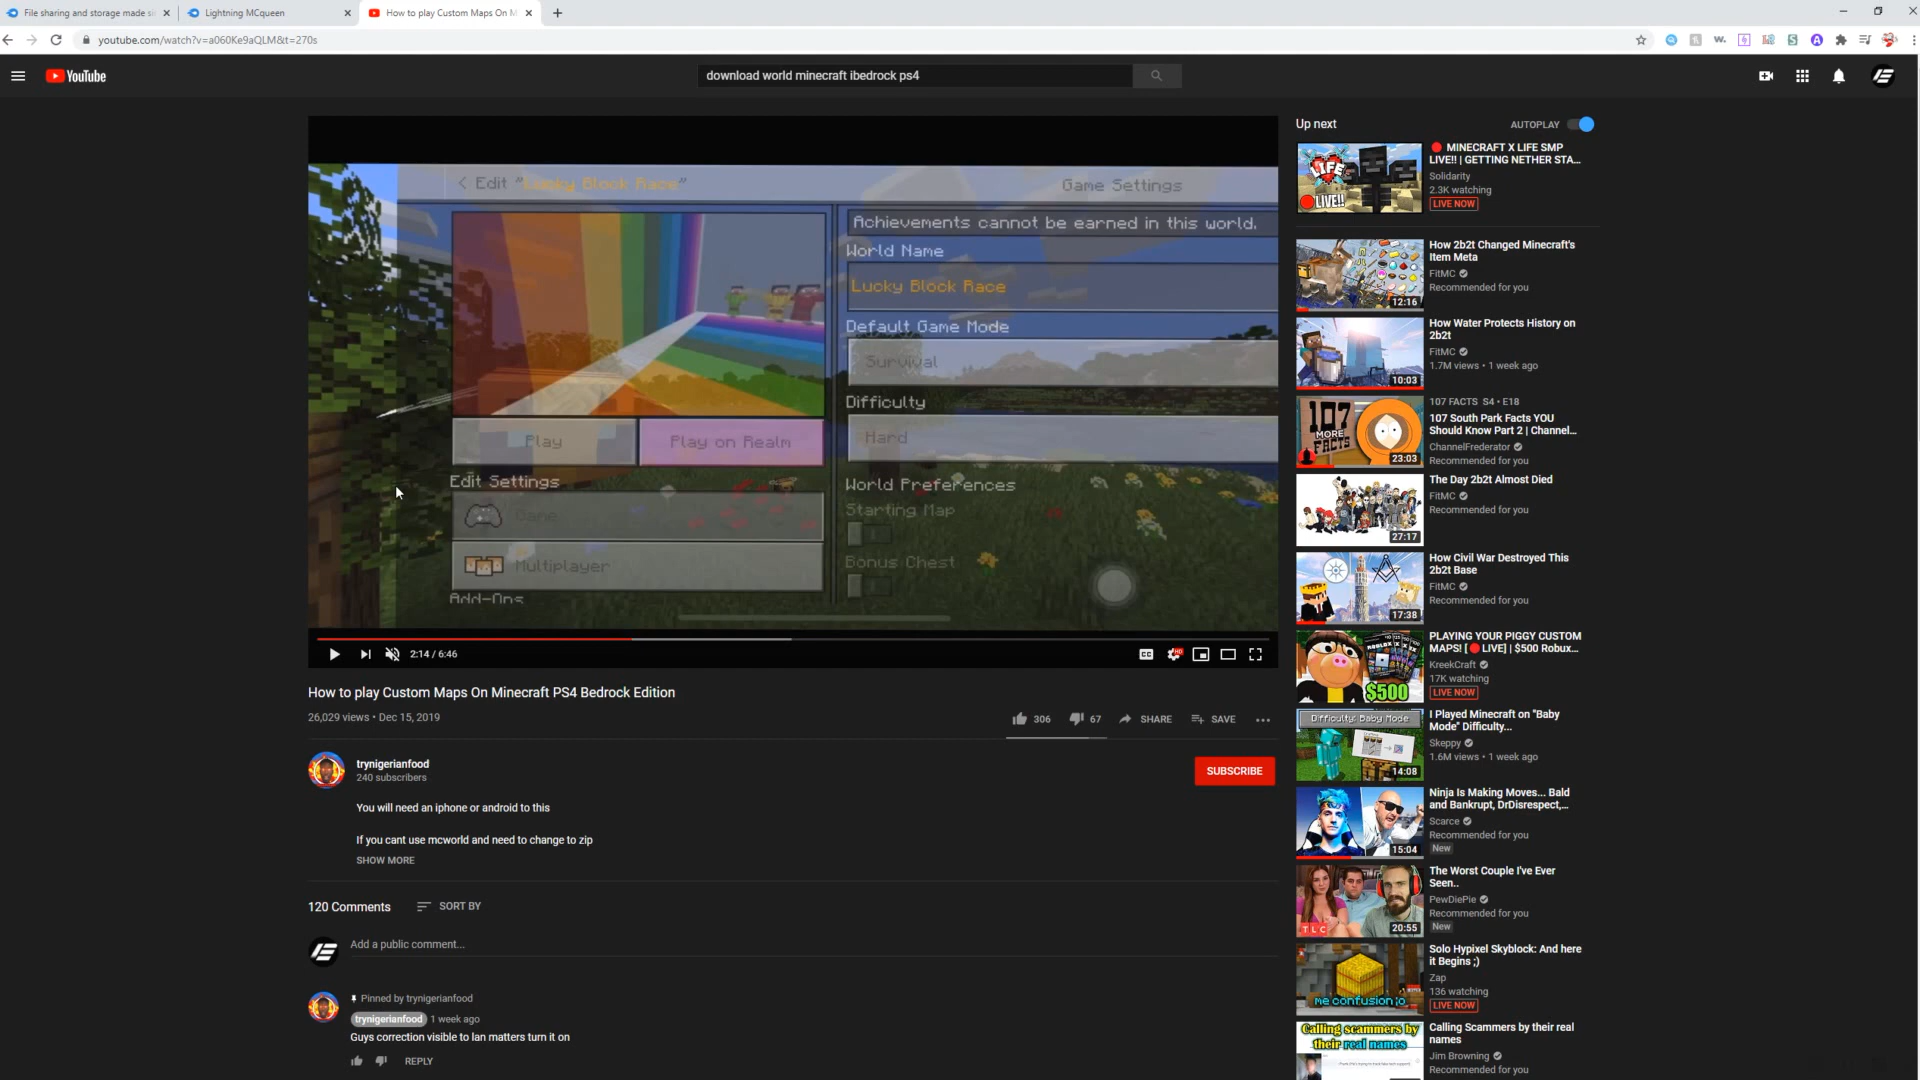 File sharing and storage made si
Lightning MCqueen
How to play Custom Maps On M
youtube.com/watch?v=a060Ke9aQLM&t=270s
YouTube
download world minecraft ibedrock ps4
Edit "Lucky Block Race"
Game Settings
Achievements cannot be earned in this world.
World Name
Lucky Block Race
Default Game Mode
Survival
Difficulty
Hard
Play
Play on Realm
Edit Settings
World Preferences
Starting Map
Game
Bonus Chest
Multiplayer
Add-Ons
2:14 / 6:46
How to play Custom Maps On Minecraft PS4 Bedrock Edition
26,029 views • Dec 15, 2019
306
67
SHARE
SAVE
trynigerianfood
240 subscribers
SUBSCRIBE
You will need an iphone or android to this
If you cant use mcworld and need to change to zip
SHOW MORE
120 Comments
SORT BY
Add a public comment...
Pinned by trynigerianfood
trynigerianfood 1 week ago
Guys correction visible to lan matters turn it on
REPLY
Up next
AUTOPLAY
LIFE
LIVE!!
MINECRAFT X LIFE SMP
LIVE!! | GETTING NETHER STA...
Solidarity
2.3K watching
LIVE NOW
12:16
How 2b2t Changed Minecraft's
Item Meta
FitMC
Recommended for you
10:03
How Water Protects History on
2b2t
FitMC
1.7M views • 1 week ago
107
MORE
FACTS
23:03
107 FACTS S4 • E18
107 South Park Facts YOU
Should Know Part 2 | Channel...
ChannelFrederator
Recommended for you
27:17
The Day 2b2t Almost Died
FitMC
Recommended for you
17:38
How Civil War Destroyed This
2b2t Base
FitMC
Recommended for you
$500
PLAYING YOUR PIGGY CUSTOM
MAPS! [LIVE] | $500 Robux...
KreekCraft
17K watching
LIVE NOW
Difficulty: Baby Mode
14:08
I Played Minecraft on "Baby
Mode" Difficulty...
Skeppy
1.6M views • 1 week ago
15:04
Ninja Is Making Moves... Bald
and Bankrupt, DrDisrespect,...
Scarce
Recommended for you
New
TLC
20:55
The Worst Couple I've Ever
Seen..
PewDiePie
Recommended for you
New
me confusion ;o
Solo Hypixel Skyblock: And here
it Begins ;)
Zap
136 watching
LIVE NOW
Calling scammers by
their real names
Calling Scammers by their real
names
Jim Browning
Recommended for you